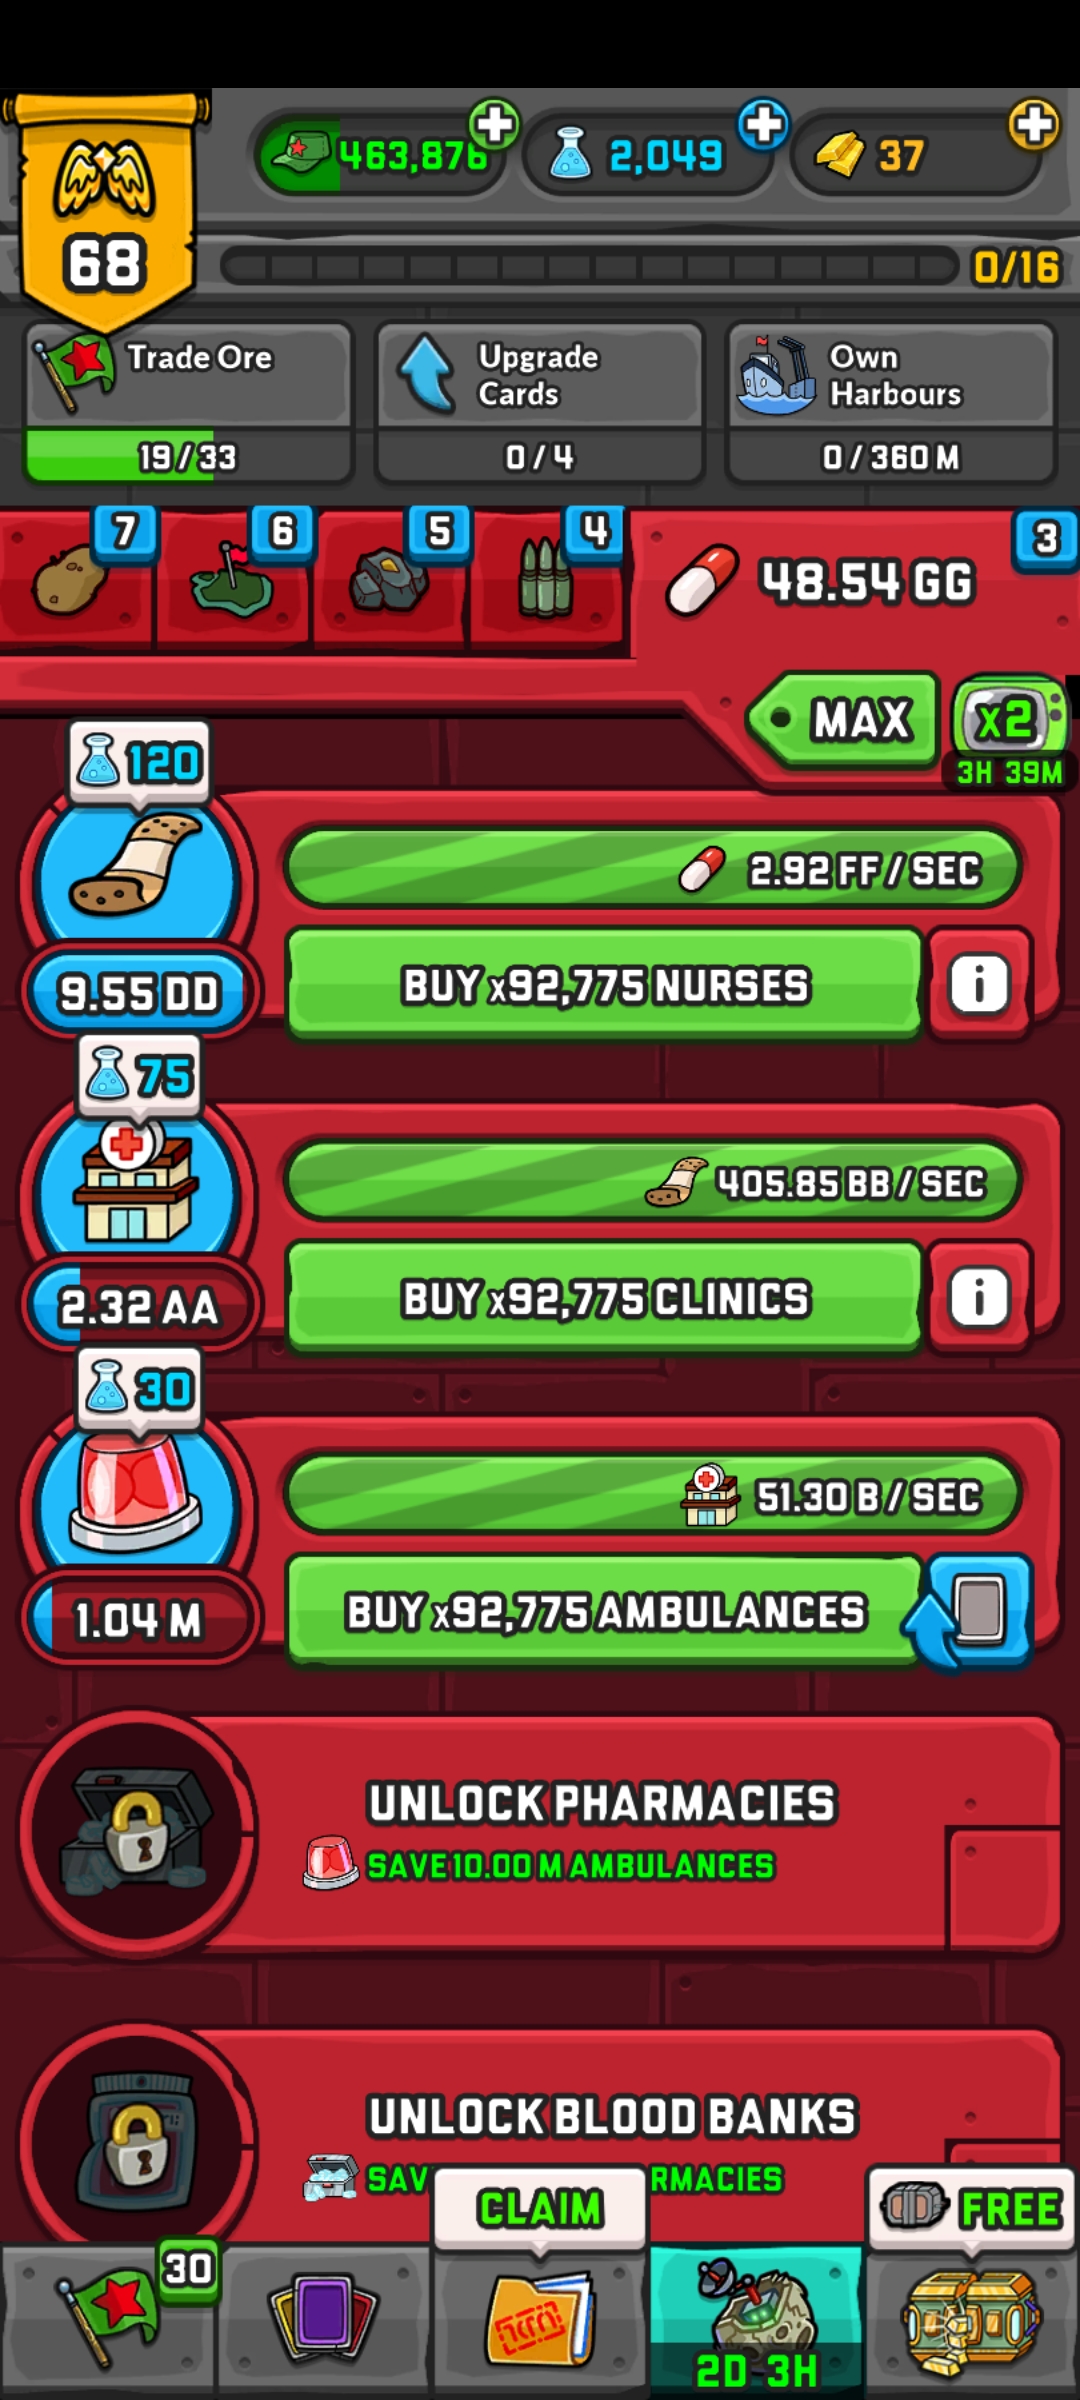 463,876
2,049
37
68
0/16
Trade Ore
19/33
Upgrade
Cards
0/4
Own
Harbours
0/360 M
7
6
5
4
3
48.54 GG
MAX
x2
3H 39M
120
2.92 FF/SEC
9.55 DD
BUY x92,775 NURSES
i
75
405.85 BB/SEC
2.32 AA
BUY x92,775 CLINICS
i
30
51.30 B/SEC
1.04 M
BUY x92,775 AMBULANCES
UNLOCK PHARMACIES
SAVE 10.00 M AMBULANCES
UNLOCK BLOOD BANKS
CLAIM
FREE
30
2D 3H